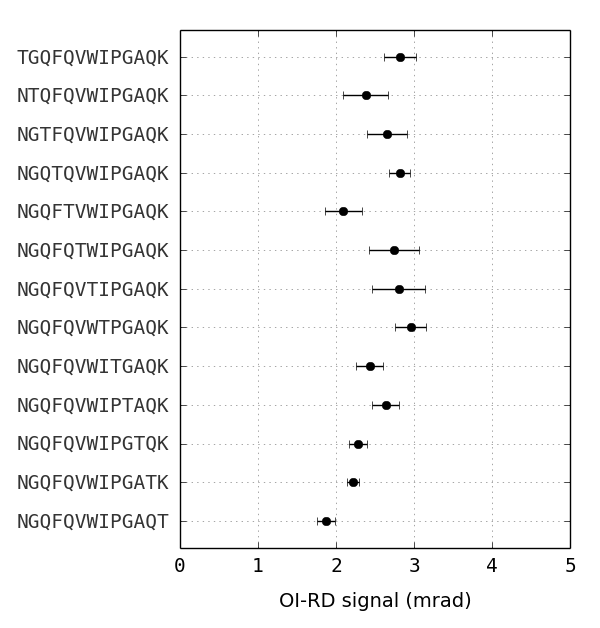 TGQFQVWIPGAQK
NTQFQVWIPGAQK
NGTFQVWIPGAQK
NGQTQVWIPGAQK
NGQFTVWIPGAQK
NGQFQTWIPGAQK
NGQFQVTIPGAQK
NGQFQVWTPGAQK
NGQFQVWITGAQK
NGQFQVWIPTAQK
NGQFQVWIPGTQK
NGQFQVWIPGATK
NGQFQVWIPGAQT
0 1 2 3 4 5
OI-RD signal (mrad)